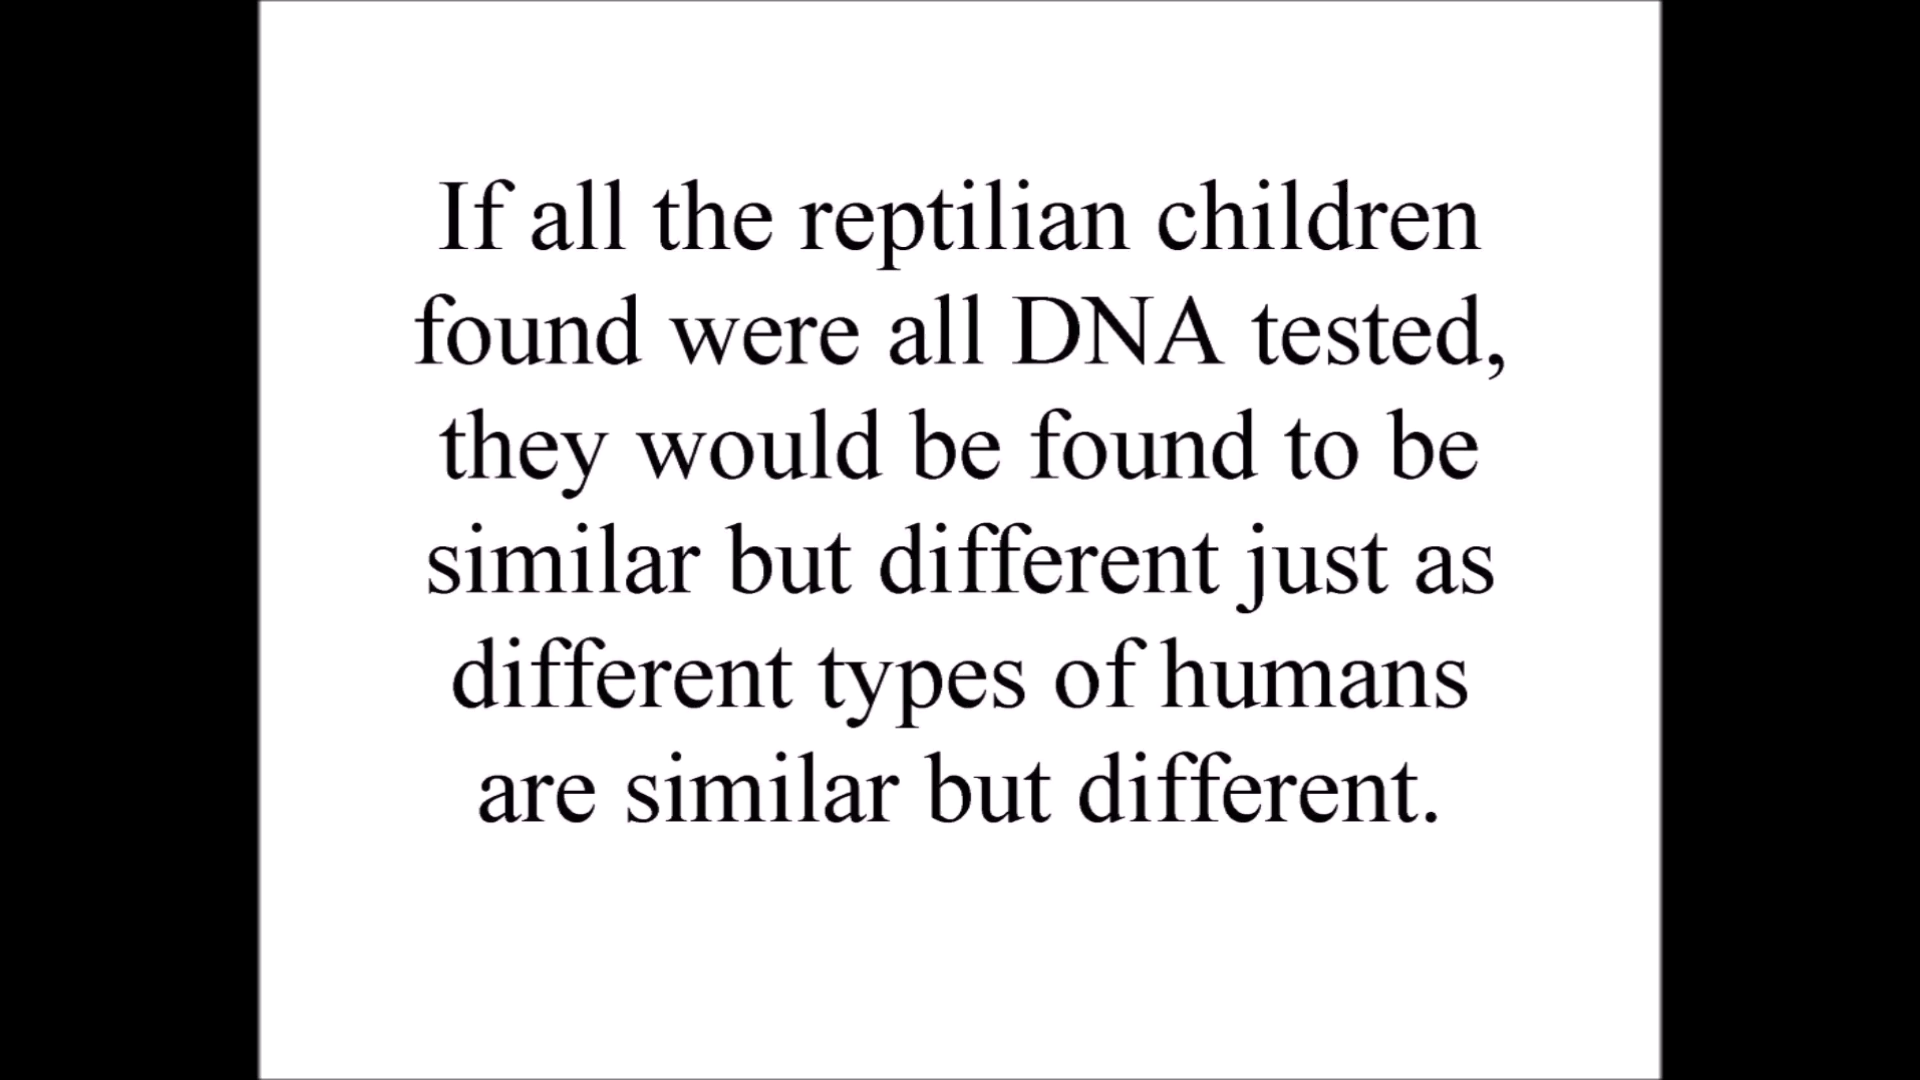 If all the reptilian children
found were all DNA tested,
they would be found to be
similar but different just as
different types of humans
are similar but different.